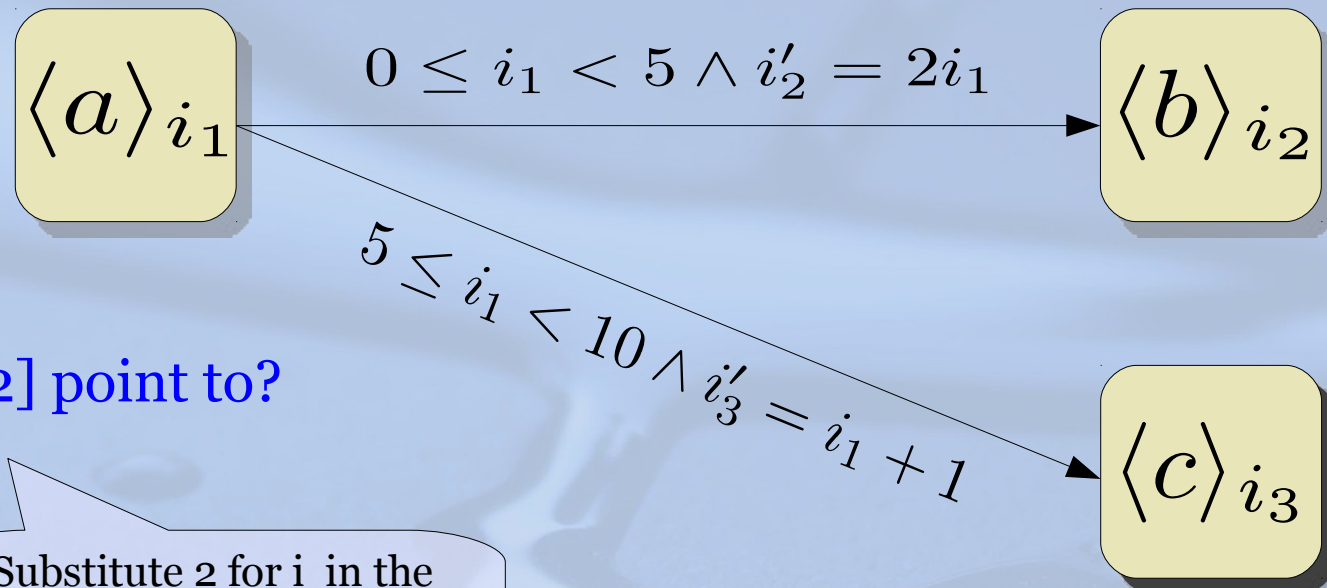 ⟨a⟩i₁
0 ≤ i₁ < 5 ∧ i′₂ = 2i₁
⟨b⟩i₂
5 ≤ i₁ < 10 ∧ i′₃ = i₁ + 1
2] point to?
⟨c⟩i₃
Substitute 2 for i in the